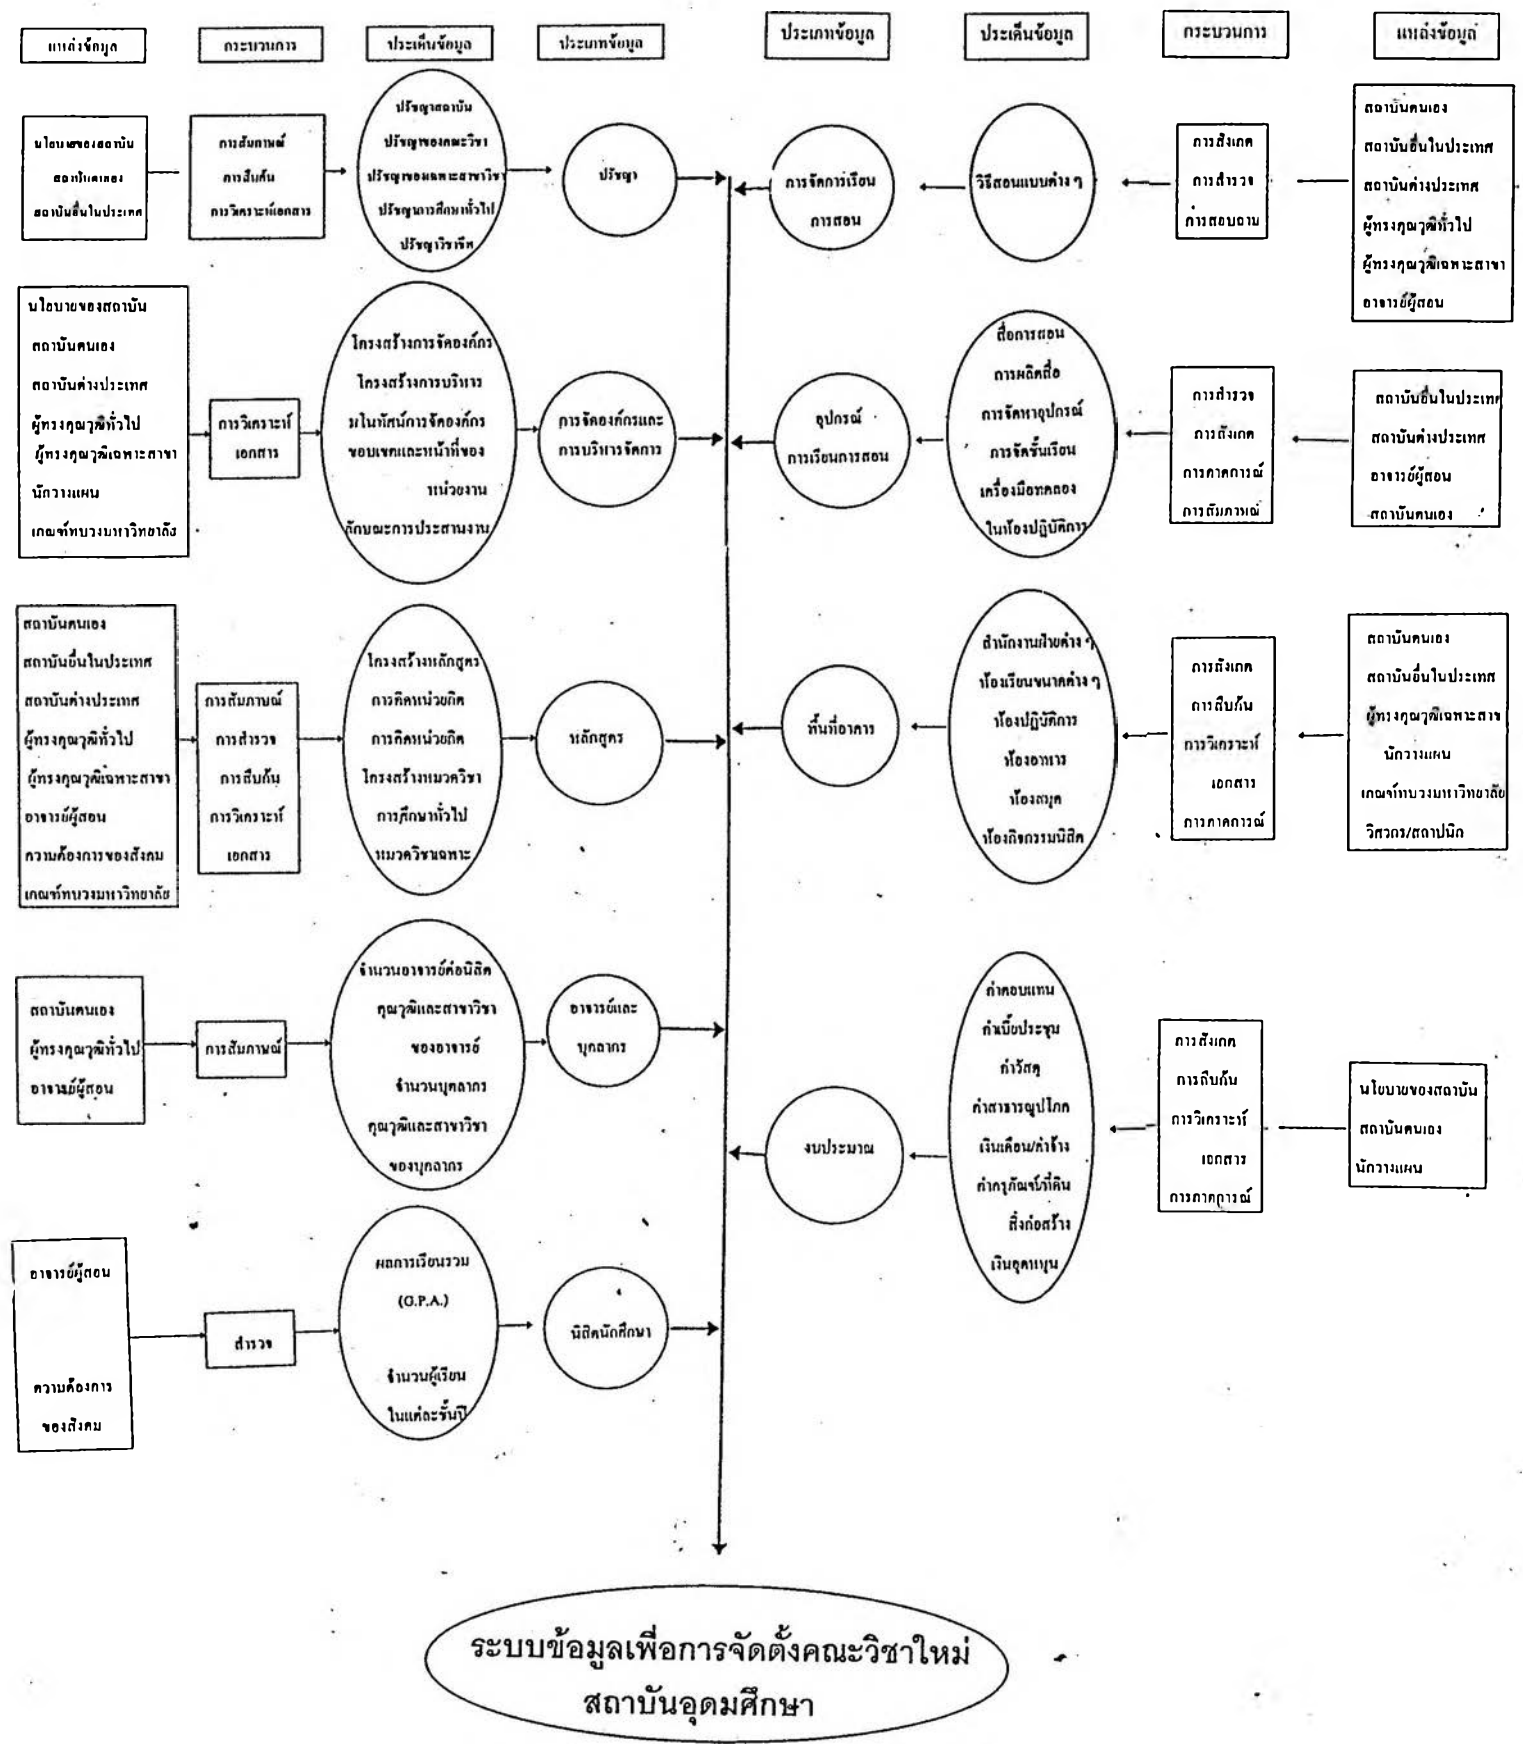 แหล่งข้อมูล
กระบวนการ
ประเด็นข้อมูล
ประเภทข้อมูล
ประเภทข้อมูล
ประเด็นข้อมูล
กระบวนการ
แหล่งข้อมูล
นโยบายของสถาบัน
สถาบันตนเอง
สถาบันอื่นในประเทศ
การสัมภาษณ์
การสืบค้น
การวิเคราะห์เอกสาร
ปรัชญาสถาบัน
ปรัชญาของคณะวิชา
ปรัชญาของเฉพาะสาขาวิชา
ปรัชญาการศึกษาทั่วไป
ปรัชญาวิชาชีพ
ปรัชญา
การจัดการเรียน
การสอน
วิธีสอนแบบต่าง ๆ
การสังเกต
การสำรวจ
การสอบถาม
สถาบันตนเอง
สถาบันอื่นในประเทศ
สถาบันต่างประเทศ
ผู้ทรงคุณวุฒิทั่วไป
ผู้ทรงคุณวุฒิเฉพาะสาขา
อาจารย์ผู้สอน
นโยบายของสถาบัน
สถาบันตนเอง
สถาบันต่างประเทศ
ผู้ทรงคุณวุฒิทั่วไป
ผู้ทรงคุณวุฒิเฉพาะสาขา
นักวางแผน
เกณฑ์ทบวงมหาวิทยาลัย
การวิเคราะห์
เอกสาร
โครงสร้างการจัดองค์กร
โครงสร้างการบริหาร
มโนทัศน์การจัดองค์กร
ขอบเขตและหน้าที่ของ
หน่วยงาน
ลักษณะการประสานงาน
การจัดองค์กรและ
การบริหารจัดการ
อุปกรณ์
การเรียนการสอน
สื่อการสอน
การผลิตสื่อ
การจัดหาอุปกรณ์
การจัดชั้นเรียน
เครื่องมือทดลอง
ในห้องปฏิบัติการ
การสำรวจ
การสังเกต
การคาดการณ์
การสัมภาษณ์
สถาบันอื่นในประเทศ
สถาบันต่างประเทศ
อาจารย์ผู้สอน
สถาบันตนเอง
สถาบันตนเอง
สถาบันอื่นในประเทศ
สถาบันต่างประเทศ
ผู้ทรงคุณวุฒิทั่วไป
ผู้ทรงคุณวุฒิเฉพาะสาขา
อาจารย์ผู้สอน
ความต้องการของสังคม
เกณฑ์ทบวงมหาวิทยาลัย
การสัมภาษณ์
การสำรวจ
การสืบค้น
การวิเคราะห์
เอกสาร
โครงสร้างหลักสูตร
การคิดหน่วยกิต
การคิดหน่วยกิต
โครงสร้างหมวดวิชา
การศึกษาทั่วไป
หมวดวิชาเฉพาะ
หลักสูตร
พื้นที่อาคาร
สำนักงานฝ่ายต่าง ๆ
ห้องเรียนขนาดต่าง ๆ
ห้องปฏิบัติการ
ห้องอาหาร
ห้องสมุด
ห้องกิจกรรมนิสิต
การสังเกต
การสืบค้น
การวิเคราะห์
เอกสาร
การคาดการณ์
สถาบันตนเอง
สถาบันอื่นในประเทศ
ผู้ทรงคุณวุฒิเฉพาะสาข
นักวางแผน
เกณฑ์ทบวงมหาวิทยาลัย
วิศวกร/สถาปนิก
สถาบันตนเอง
ผู้ทรงคุณวุฒิทั่วไป
อาจารย์ผู้สอน
การสัมภาษณ์
จำนวนอาจารย์ต่อนิสิต
คุณวุฒิและสาขาวิชา
ของอาจารย์
จำนวนบุคลากร
คุณวุฒิและสาขาวิชา
ของบุคลากร
อาจารย์และ
บุคลากร
งบประมาณ
ค่าตอบแทน
ค่าเบี้ยประชุม
ค่าวัสดุ
ค่าสาธารณูปโภค
เงินเดือน/ค่าจ้าง
ค่าครุภัณฑ์/ที่ดิน
สิ่งก่อสร้าง
เงินอุดหนุน
การสังเกต
การสืบค้น
การวิเคราะห์
เอกสาร
การคาดการณ์
นโยบายของสถาบัน
สถาบันตนเอง
นักวางแผน
อาจารย์ผู้สอน
ความต้องการ
ของสังคม
สำรวจ
ผลการเรียนรวม
(G.P.A.)
จำนวนผู้เรียน
ในแต่ละชั้นปี
นิสิตนักศึกษา
ระบบข้อมูลเพื่อการจัดตั้งคณะวิชาใหม่
สถาบันอุดมศึกษา